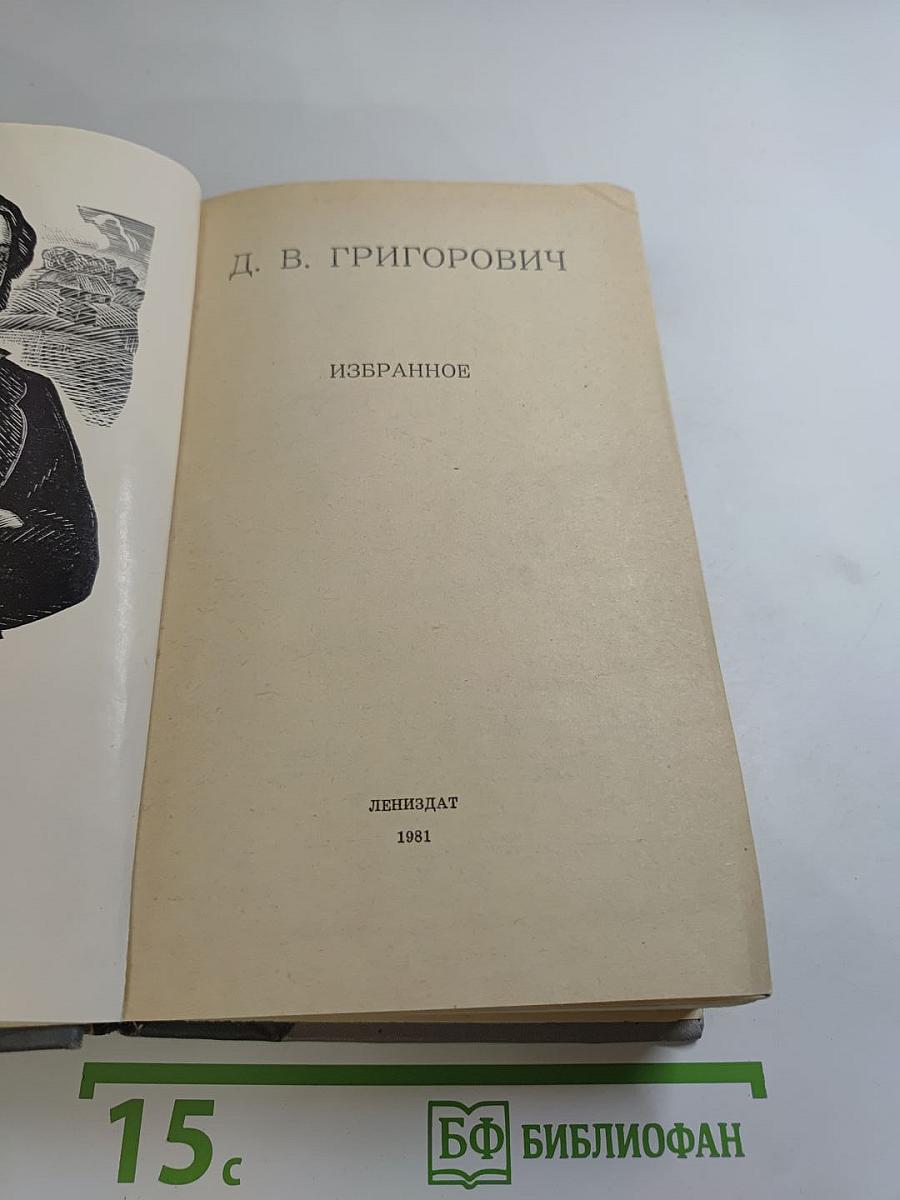 Д. В. ГРИГОРОВИЧ
ИЗБРАННОЕ
ЛЕНИЗДАТ
1981
15с
БФ БИБЛИОФАН